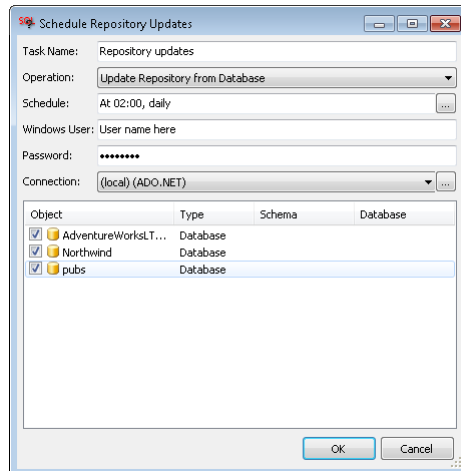 SQL Schedule Repository Updates
Task Name: Repository updates
Operation: Update Repository from Database
Schedule: At 02:00, daily ...
Windows User: User name here
Password: ••••••••
Connection: (local) (ADO.NET) ...
Object Type Schema Database
AdventureWorksLT... Database
Northwind Database
pubs Database
OK Cancel